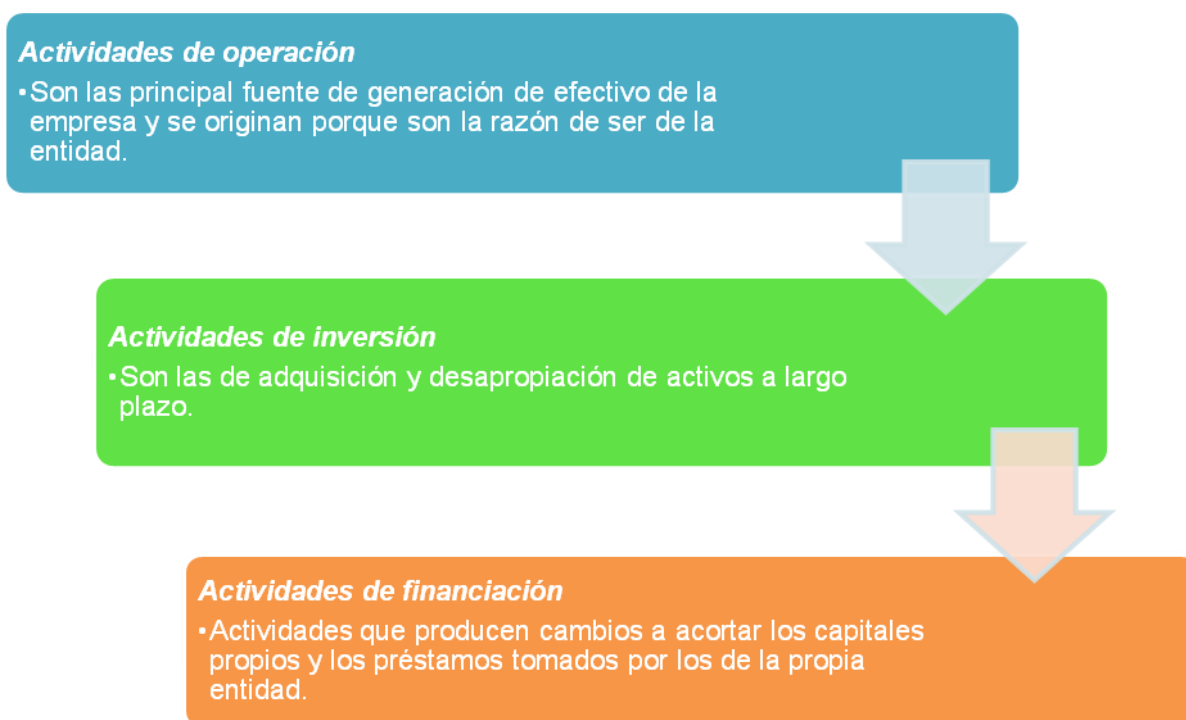 Actividades de operación
•Son las principal fuente de generación de efectivo de la
empresa y se originan porque son la razón de ser de la
entidad.
Actividades de inversión
•Son las de adquisición y desapropiación de activos a largo
plazo.
Actividades de financiación
•Actividades que producen cambios a acortar los capitales
propios y los préstamos tomados por los de la propia
entidad.